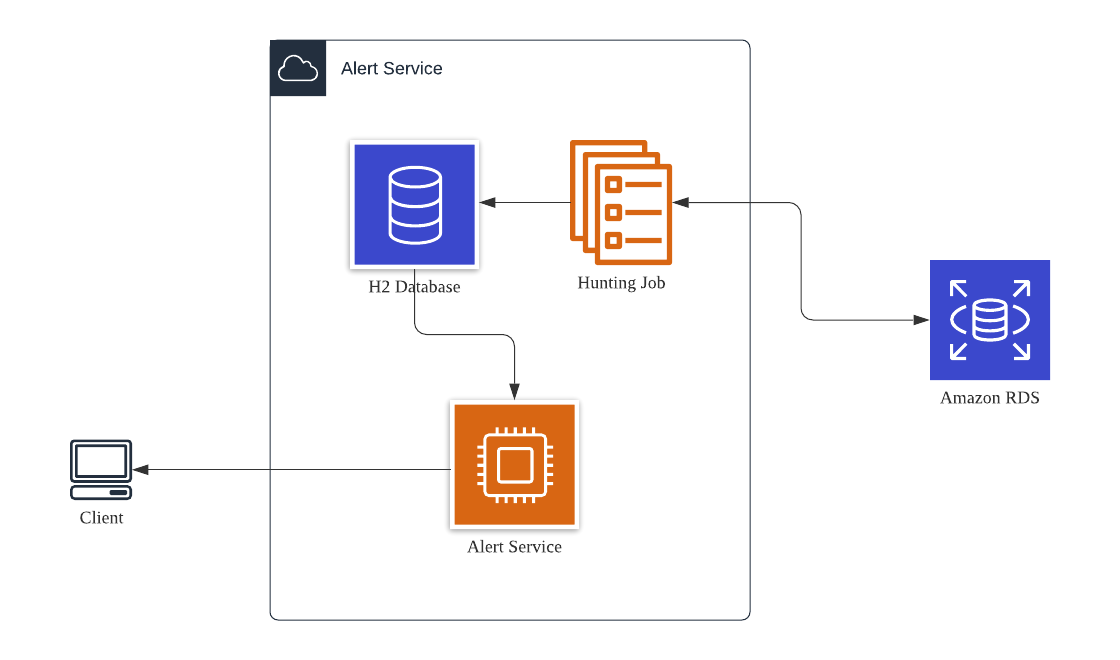 Alert Service
H2 Database
Hunting Job
Amazon RDS
Client
Alert Service